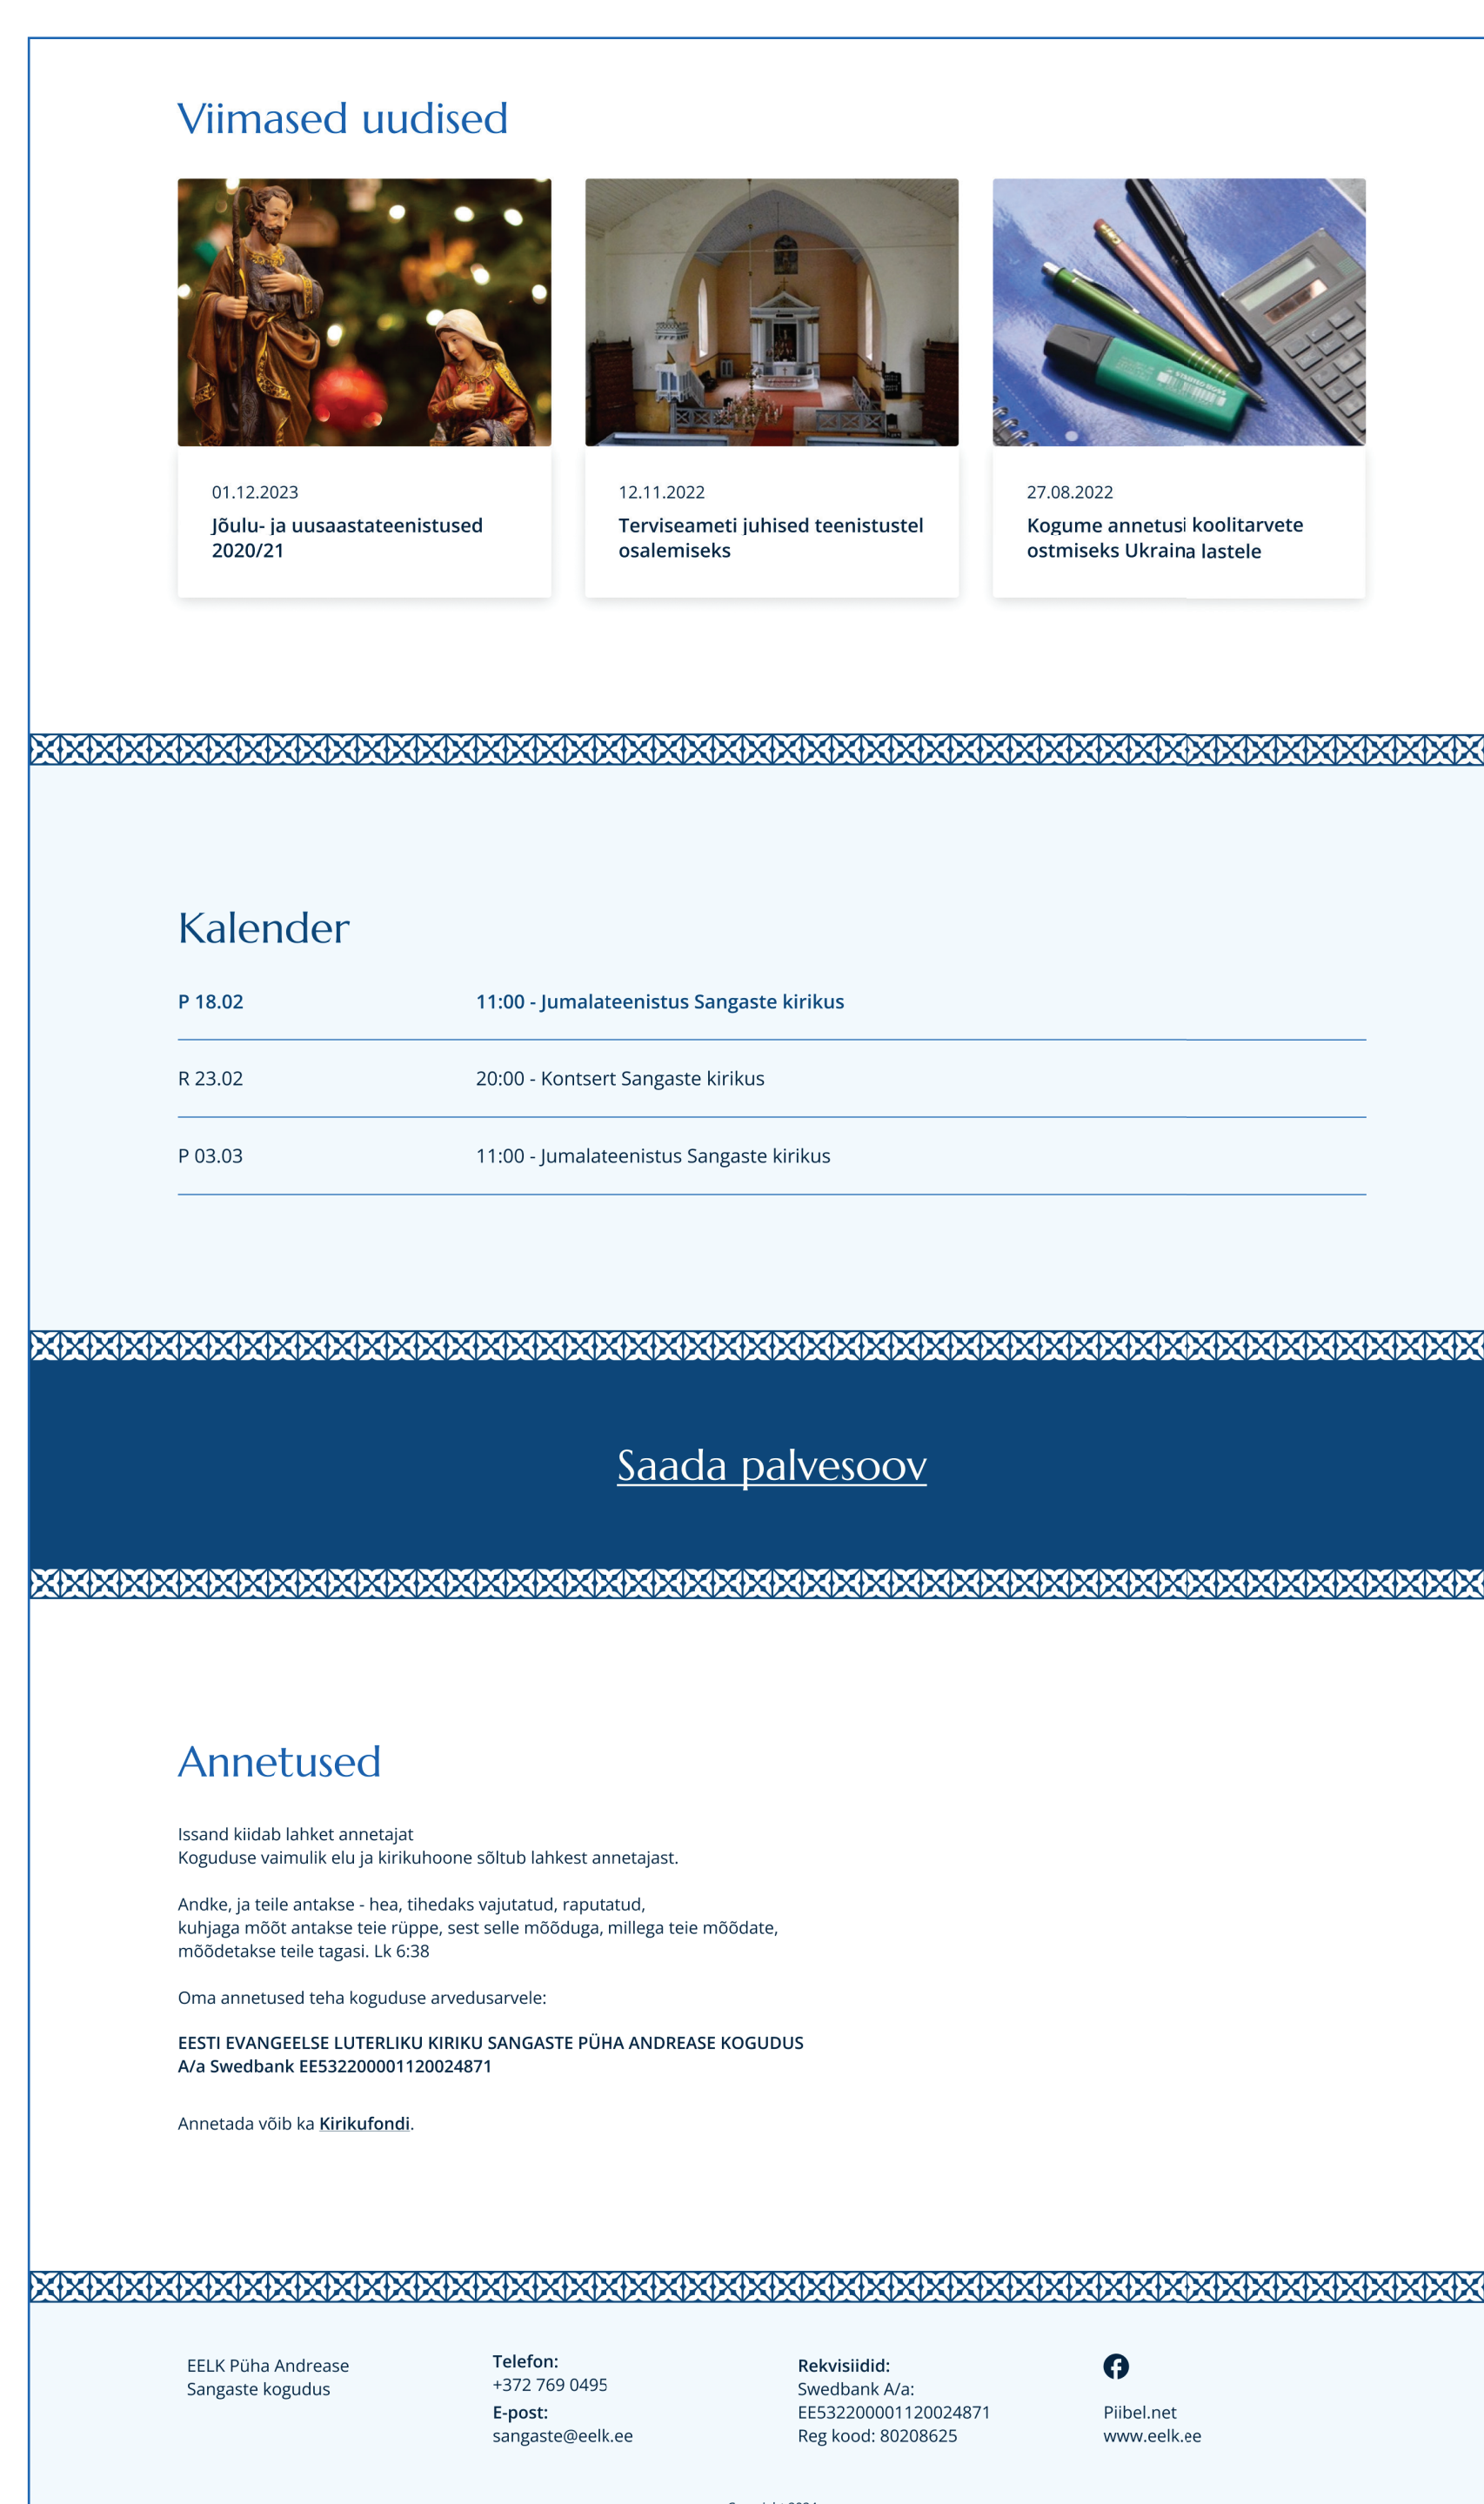 Viimased uudised
01.12.2023
Jõulu- ja uusaastateenistused
2020/21
12.11.2022
Terviseameti juhised teenistustel
osalemiseks
27.08.2022
Kogume annetusi koolitarvete
ostmiseks Ukraina lastele
Kalender
P 18.02 11:00 - Jumalateenistus Sangaste kirikus
R 23.02 20:00 - Kontsert Sangaste kirikus
P 03.03 11:00 - Jumalateenistus Sangaste kirikus
Saada palvesoov
Annetused
Issand kiidab lahket annetajat
Koguduse vaimulik elu ja kirikuhoone sõltub lahkest annetajast.
Andke, ja teile antakse - hea, tihedaks vajutatud, raputatud,
kuhjaga mõõt antakse teie rüppe, sest selle mõõduga, millega teie mõõdate,
mõõdetakse teile tagasi. Lk 6:38
Oma annetused teha koguduse arvedusarvele:
EESTI EVANGEELSE LUTERLIKU KIRIKU SANGASTE PÜHA ANDREASE KOGUDUS
A/a Swedbank EE532200001120024871
Annetada võib ka Kirikufondi.
EELK Püha Andrease
Sangaste kogudus
Telefon:
+372 769 0495
E-post:
sangaste@eelk.ee
Rekvisiidid:
Swedbank A/a:
EE532200001120024871
Reg kood: 80208625
Piibel.net
www.eelk.ee